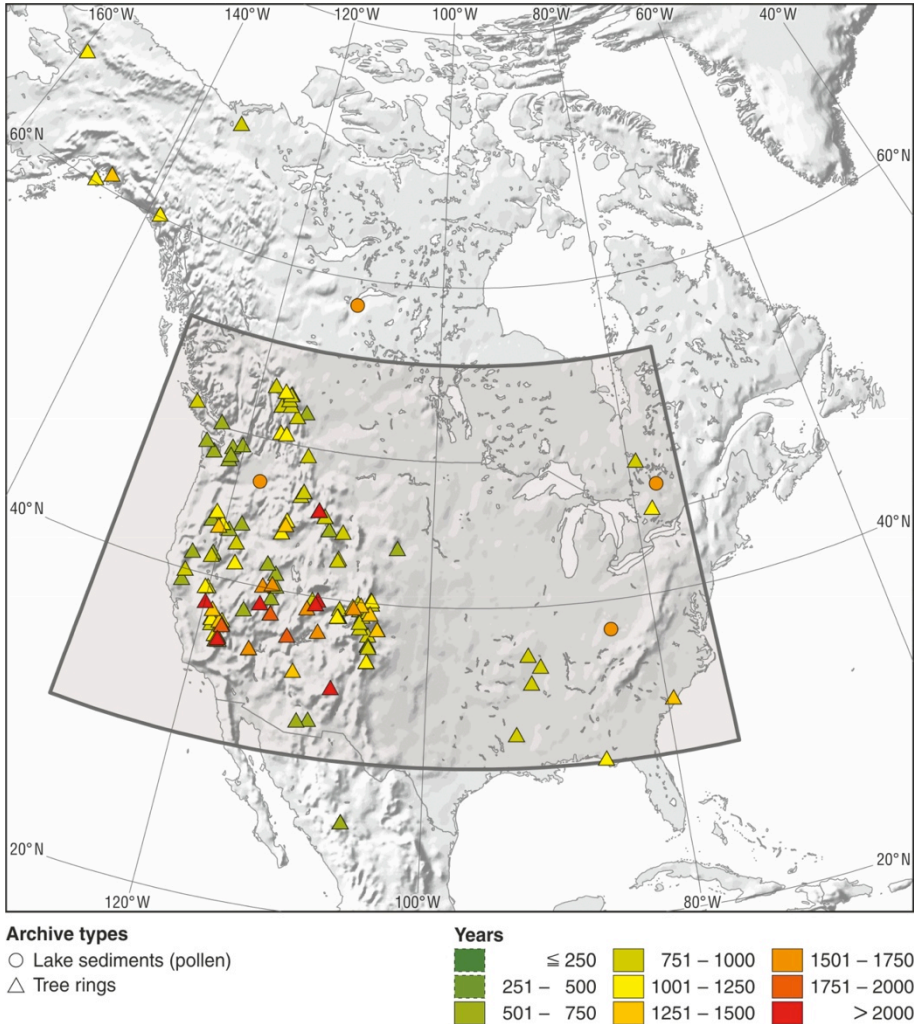 160°W 140°W 120°W 100°W 80°W 60°W 40°W
60°N 60°N
40°N 40°N
20°N 20°N
120°W 100°W 80°W
Archive types
Lake sediments (pollen)
Tree rings
Years
≦ 250 751 – 1000 1501 – 1750
251 – 500 1001 – 1250 1751 – 2000
501 – 750 1251 – 1500 > 2000